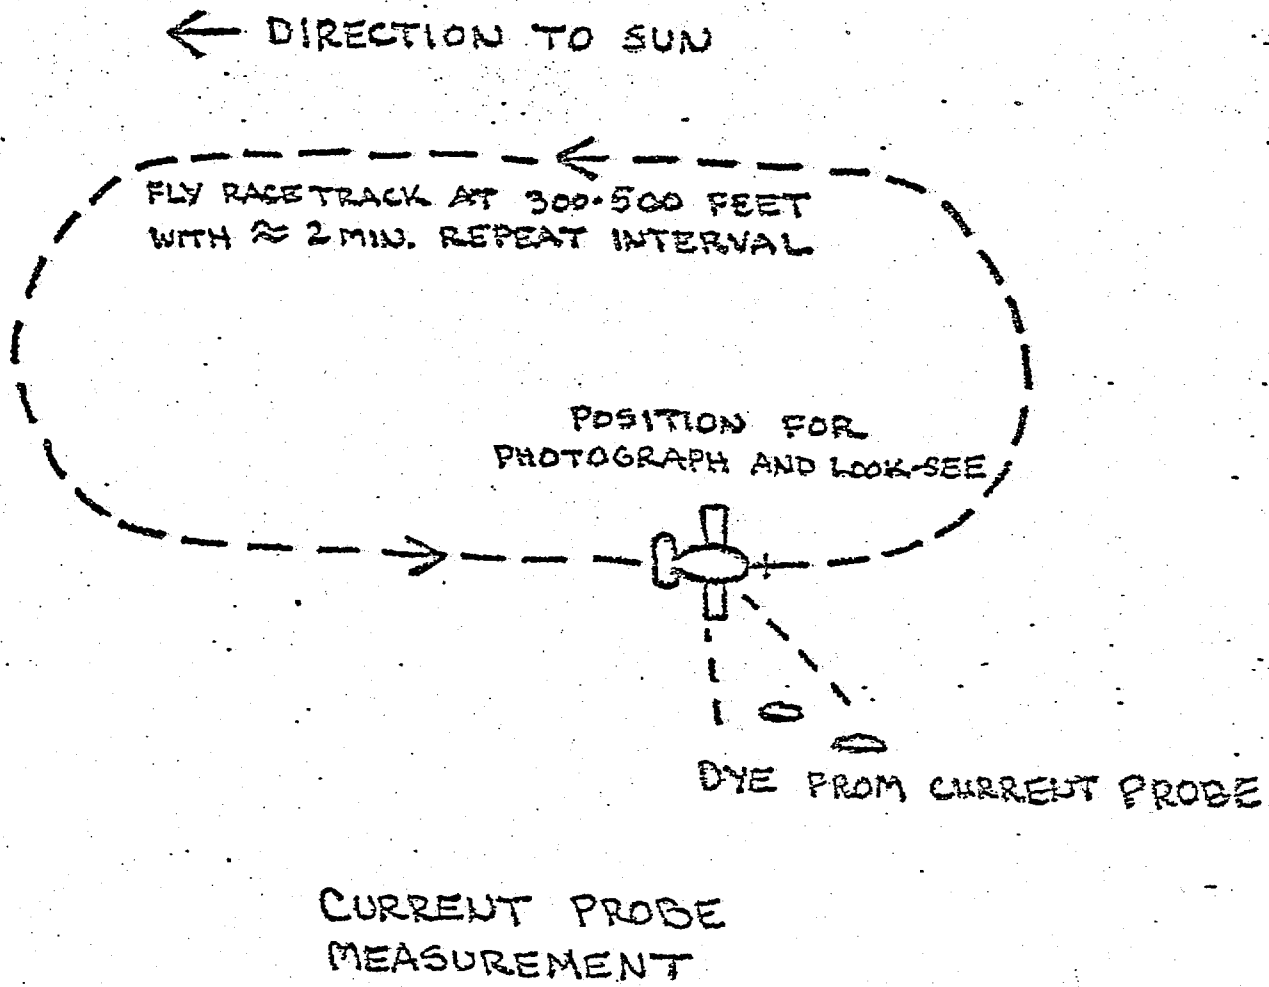 ← DIRECTION TO SUN
FLY RACETRACK AT 300-500 FEET
WITH ≈ 2 MIN. REPEAT INTERVAL
POSITION FOR
PHOTOGRAPH AND LOOK-SEE
DYE FROM CURRENT PROBE
CURRENT PROBE
MEASUREMENT